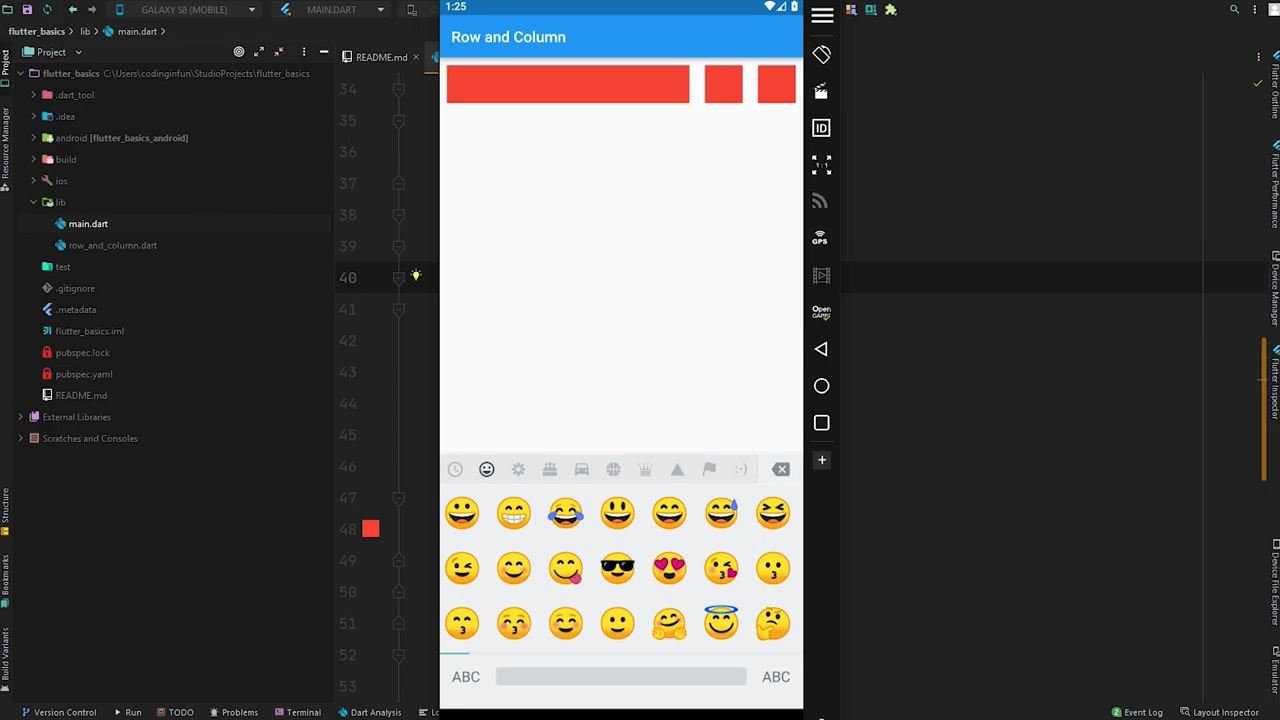 GALAXY S8 (MOBILE)
MAIN.DART
1:25
flutter_basics
lib
main.dart
Row and Column
Project
README.md
flutter_basics C:\Users\codinginfun\StudioProjects\flutter_basics
.dart_tool
.idea
android [flutter_basics_android]
build
ios
lib
main.dart
row_and_column.dart
test
.gitignore
.metadata
flutter_basics.iml
pubspec.lock
pubspec.yaml
README.md
External Libraries
Scratches and Consoles
34
35
36
37
38
39
40
41
42
43
44
45
46
47
48
49
50
51
52
53
ID
1:1
GPS
Open
GAPPS
:-)
ABC
ABC
Project
Resource Manager
Structure
Bookmarks
Build Variants
Flutter Outline
Flutter Performance
Device Manager
Flutter Inspector
Device File Explorer
Emulator
Version Control
Run
TODO
Problems
Terminal
Dart Analysis
Event Log
Layout Inspector